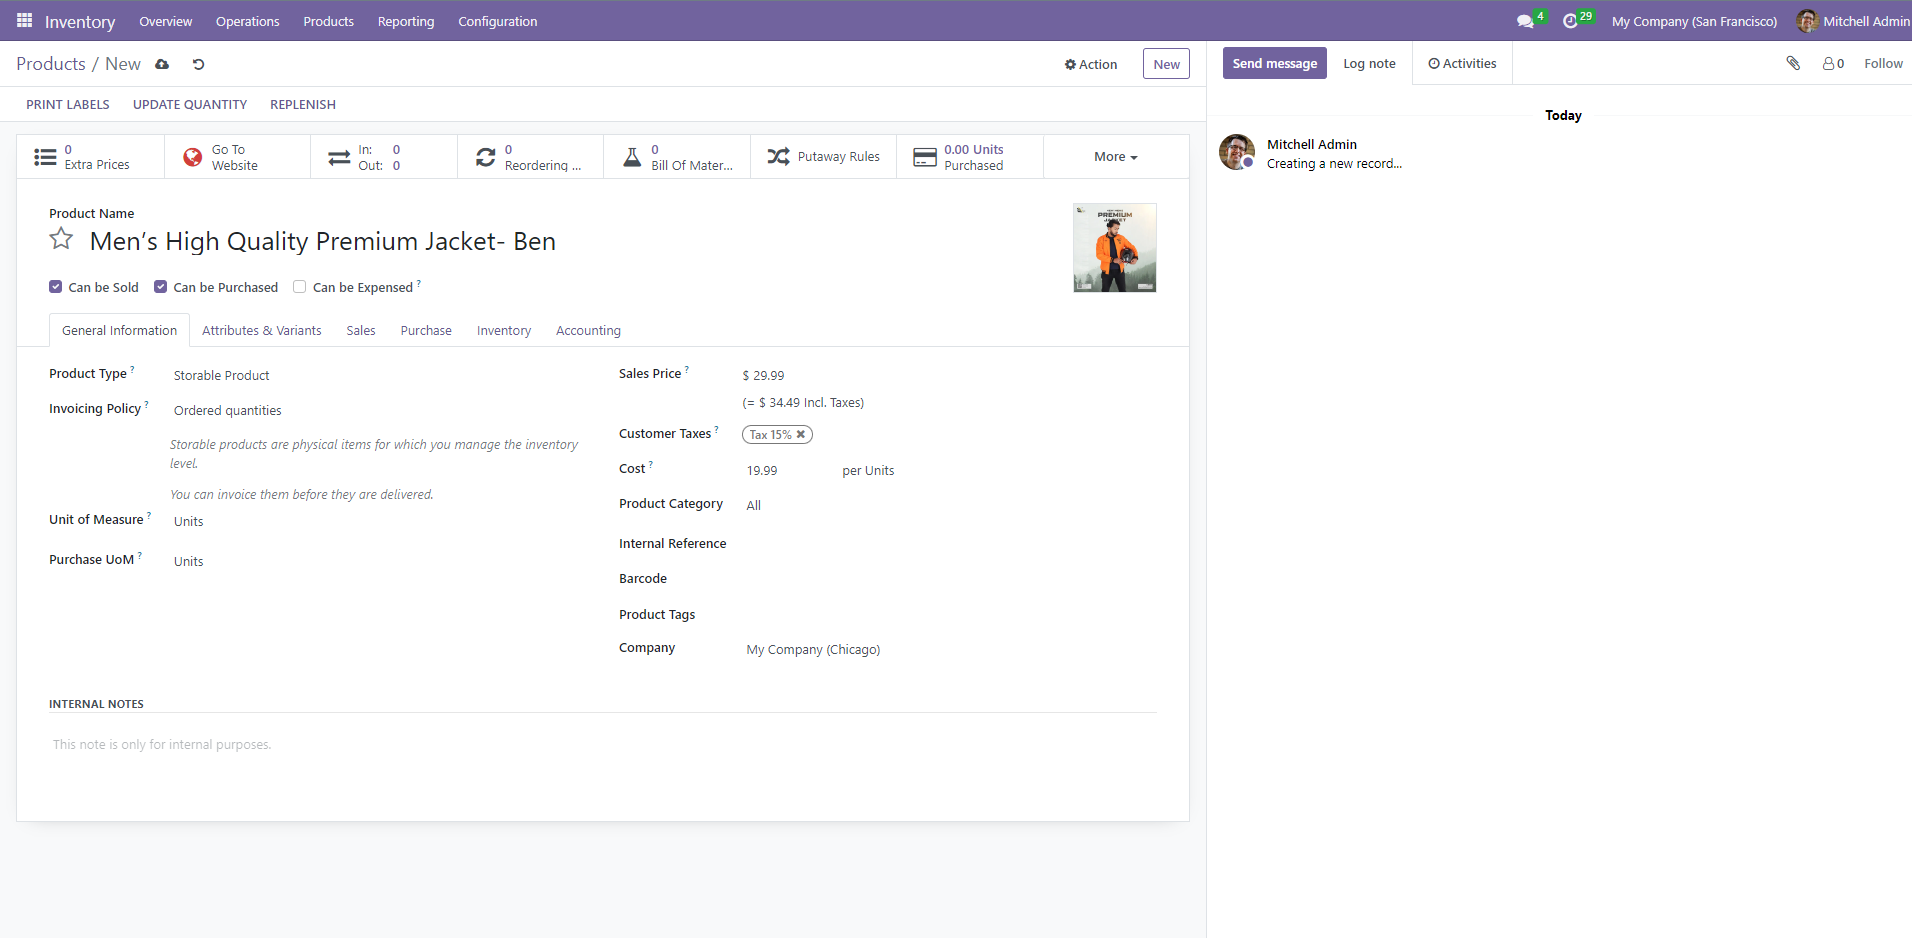 Inventory Overview Operations Products Reporting Configuration 4 29 My Company (San Francisco) Mitchell Admin
Products / New Action New
Send message Log note Activities 0 Follow
PRINT LABELS UPDATE QUANTITY REPLENISH
0 Extra Prices
Go To Website
In: 0
Out: 0
0 Reordering ...
0 Bill Of Mater...
Putaway Rules
0.00 Units Purchased
More
Product Name
Men’s High Quality Premium Jacket- Ben
PREMIUM
JACKET
Can be Sold Can be Purchased Can be Expensed ?
General Information Attributes & Variants Sales Purchase Inventory Accounting
Product Type ? Storable Product
Invoicing Policy ? Ordered quantities
Storable products are physical items for which you manage the inventory
level.
You can invoice them before they are delivered.
Unit of Measure ? Units
Purchase UoM ? Units
Sales Price ? $ 29.99
(= $ 34.49 Incl. Taxes)
Customer Taxes ? Tax 15%
Cost ? 19.99 per Units
Product Category All
Internal Reference
Barcode
Product Tags
Company My Company (Chicago)
INTERNAL NOTES
This note is only for internal purposes.
Today
Mitchell Admin
Creating a new record...